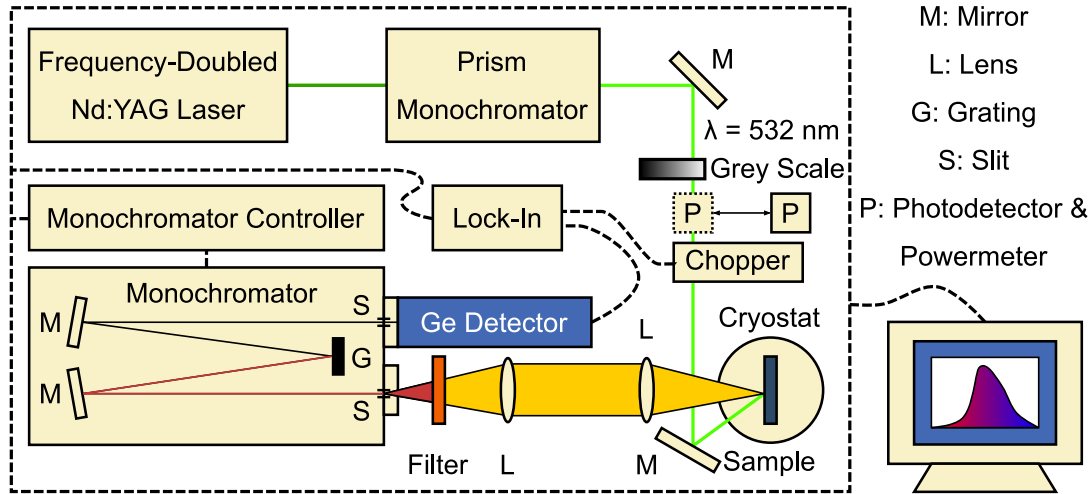 Frequency-Doubled
Nd:YAG Laser
Prism
Monochromator
M
λ = 532 nm
Grey Scale
P
P
Monochromator Controller
Lock-In
Chopper
Monochromator
M
M
S
G
S
Ge Detector
L
Cryostat
Filter
L
M
Sample
M: Mirror
L: Lens
G: Grating
S: Slit
P: Photodetector &
Powermeter